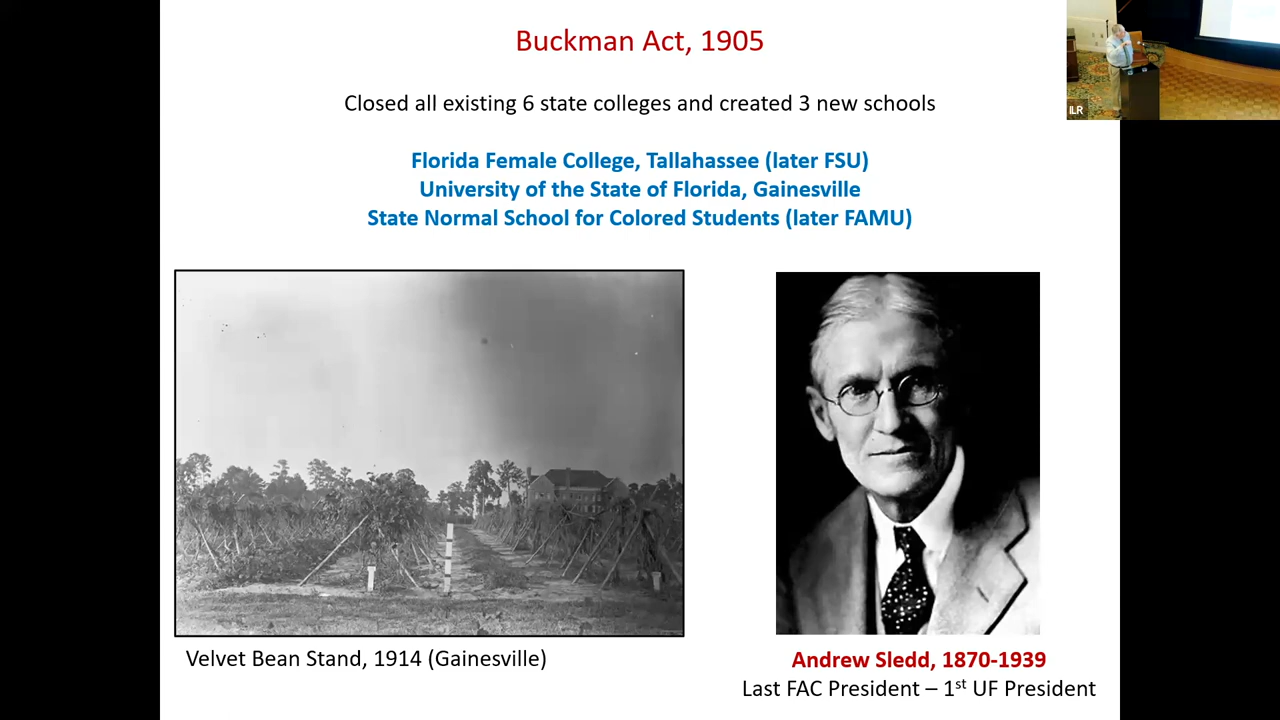 Buckman Act, 1905
Closed all existing 6 state colleges and created 3 new schools
Florida Female College, Tallahassee (later FSU)
University of the State of Florida, Gainesville
State Normal School for Colored Students (later FAMU)
ILR
Velvet Bean Stand, 1914 (Gainesville)
Andrew Sledd, 1870-1939
Last FAC President – 1st UF President